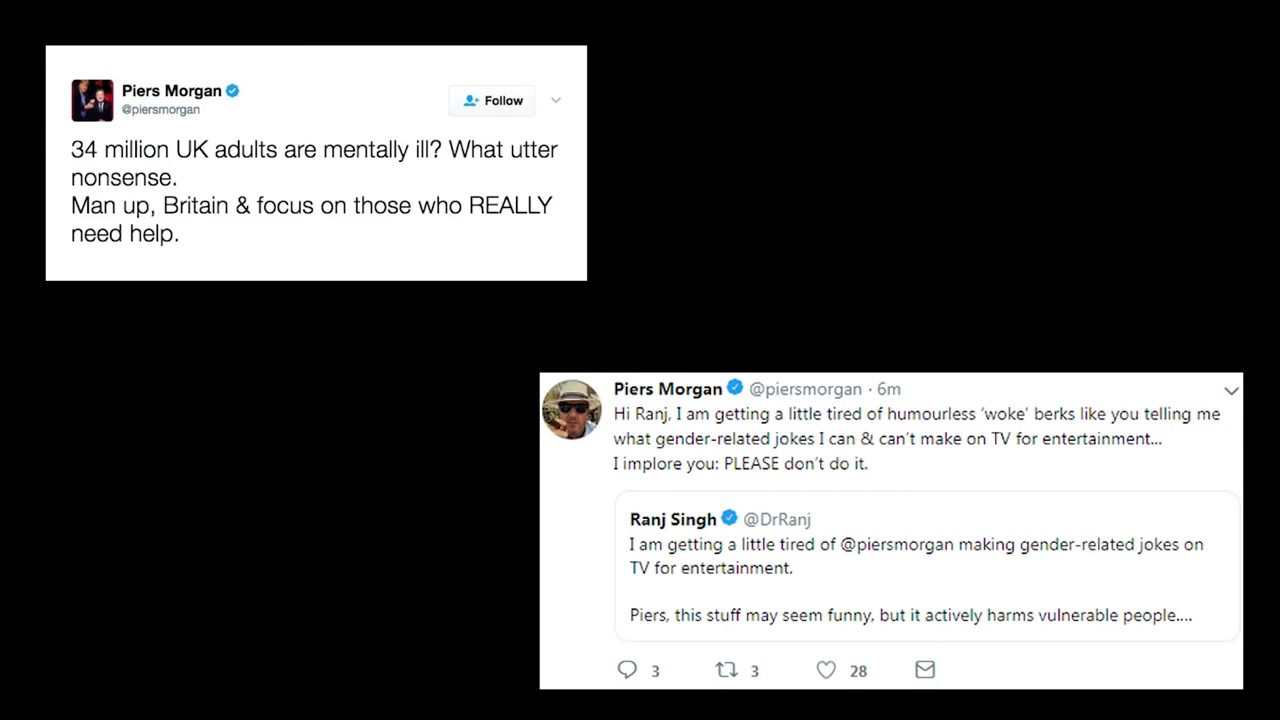 Piers Morgan
@piersmorgan
Follow
34 million UK adults are mentally ill? What utter
nonsense.
Man up, Britain & focus on those who REALLY
need help.
Piers Morgan @piersmorgan · 6m
Hi Ranj, I am getting a little tired of humourless ‘woke’ berks like you telling me
what gender-related jokes I can & can’t make on TV for entertainment...
I implore you: PLEASE don’t do it.
Ranj Singh @DrRanj
I am getting a little tired of @piersmorgan making gender-related jokes on
TV for entertainment.
Piers, this stuff may seem funny, but it actively harms vulnerable people....
3 3 28